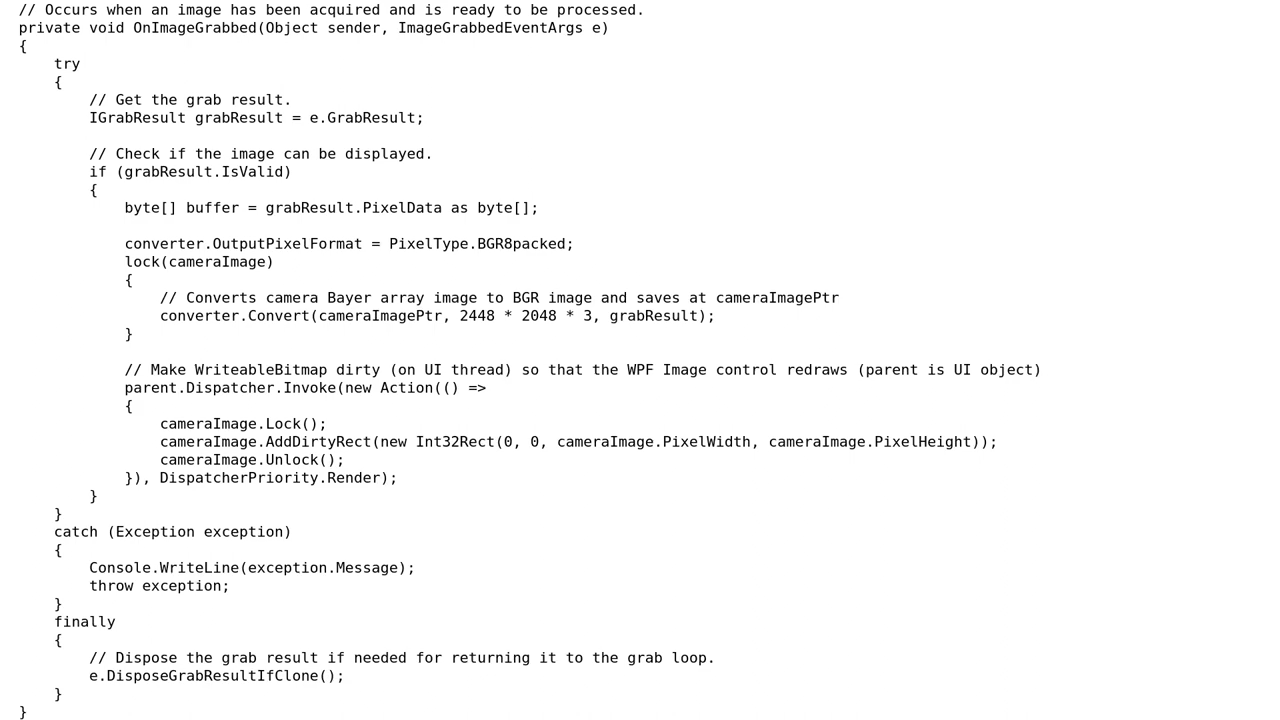 // Occurs when an image has been acquired and is ready to be processed.
private void OnImageGrabbed(Object sender, ImageGrabbedEventArgs e)
{
    try
    {
        // Get the grab result.
        IGrabResult grabResult = e.GrabResult;

        // Check if the image can be displayed.
        if (grabResult.IsValid)
        {
            byte[] buffer = grabResult.PixelData as byte[];

            converter.OutputPixelFormat = PixelType.BGR8packed;
            lock(cameraImage)
            {
                // Converts camera Bayer array image to BGR image and saves at cameraImagePtr
                converter.Convert(cameraImagePtr, 2448 * 2048 * 3, grabResult);
            }

            // Make WriteableBitmap dirty (on UI thread) so that the WPF Image control redraws (parent is UI object)
            parent.Dispatcher.Invoke(new Action(() =>
            {
                cameraImage.Lock();
                cameraImage.AddDirtyRect(new Int32Rect(0, 0, cameraImage.PixelWidth, cameraImage.PixelHeight));
                cameraImage.Unlock();
            }), DispatcherPriority.Render);
        }
    }
    catch (Exception exception)
    {
        Console.WriteLine(exception.Message);
        throw exception;
    }
    finally
    {
        // Dispose the grab result if needed for returning it to the grab loop.
        e.DisposeGrabResultIfClone();
    }
}